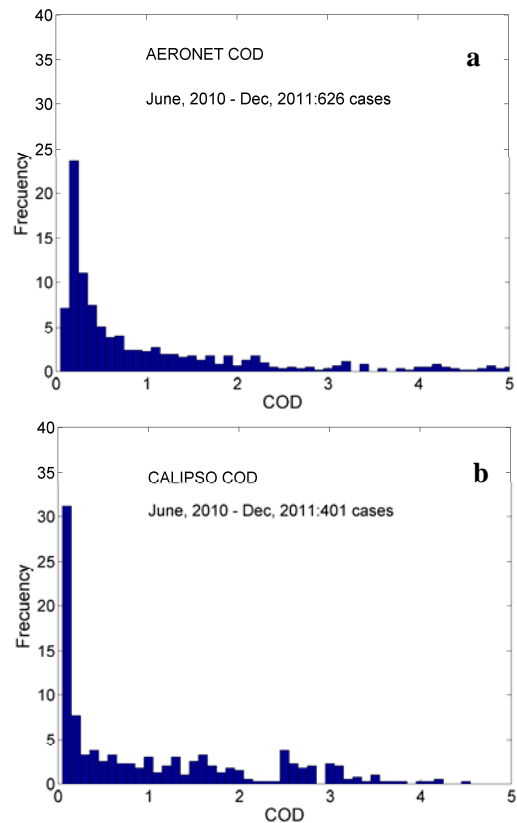 40
AERONET COD
a
35
June, 2010 - Dec, 2011:626 cases
30
25
20
15
10
5
0
Frecuency
0 1 2 3 4 5
COD
40
CALIPSO COD
b
35
June, 2010 - Dec, 2011:401 cases
30
25
20
15
10
5
0
Frecuency
0 1 2 3 4 5
COD